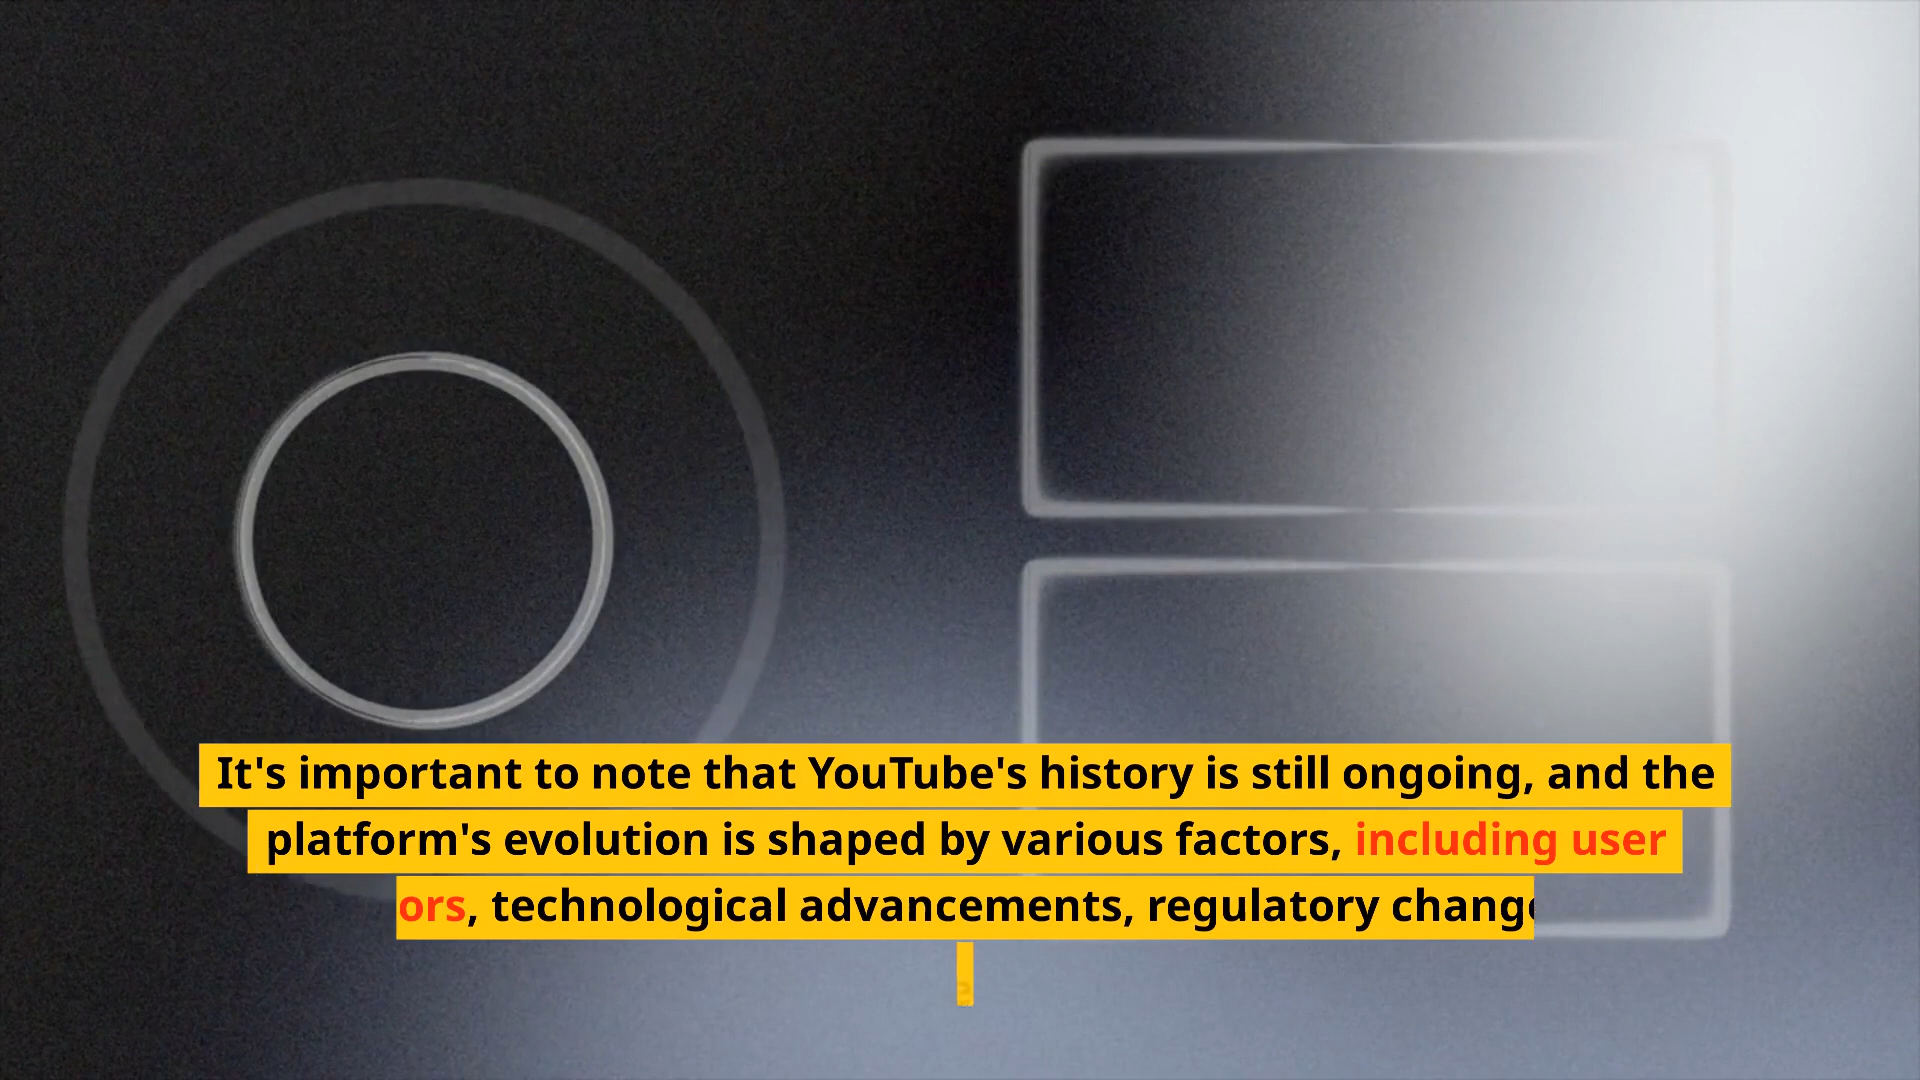 It's important to note that YouTube's history is still ongoing, and the
platform's evolution is shaped by various factors, including user
ors, technological advancements, regulatory chang